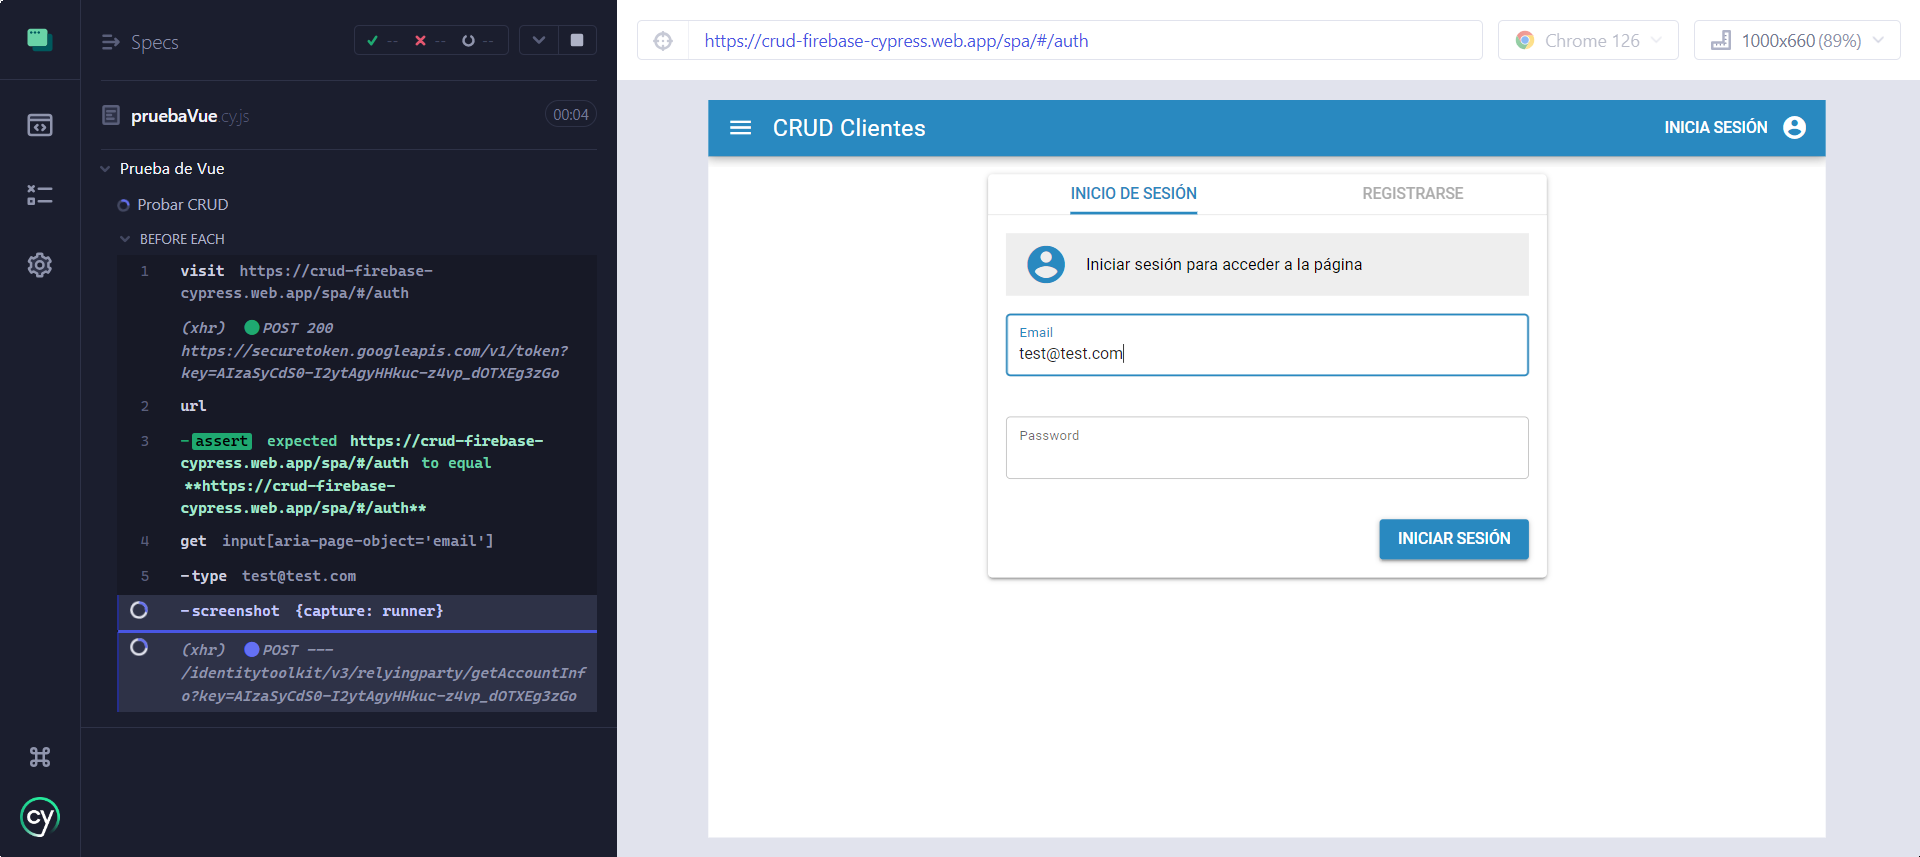 Specs
-- -- --
pruebaVue.cy.js
00:04
Prueba de Vue
Probar CRUD
BEFORE EACH
1 visit https://crud-firebase-
cypress.web.app/spa/#/auth
(xhr) POST 200
https://securetoken.googleapis.com/v1/token?
key=AIzaSyCdS0-I2ytAgyHHkuc-z4vp_dOTXEg3zGo
2 url
3 -assert expected https://crud-firebase-
cypress.web.app/spa/#/auth to equal
**https://crud-firebase-
cypress.web.app/spa/#/auth**
4 get input[aria-page-object='email']
5 -type test@test.com
-screenshot {capture: runner}
(xhr) POST ---
/identitytoolkit/v3/relyingparty/getAccountInf
o?key=AIzaSyCdS0-I2ytAgyHHkuc-z4vp_dOTXEg3zGo
cy
https://crud-firebase-cypress.web.app/spa/#/auth
Chrome 126
1000x660 (89%)
CRUD Clientes
INICIA SESIÓN
INICIO DE SESIÓN
REGISTRARSE
Iniciar sesión para acceder a la página
Email
test@test.com
Password
INICIAR SESIÓN